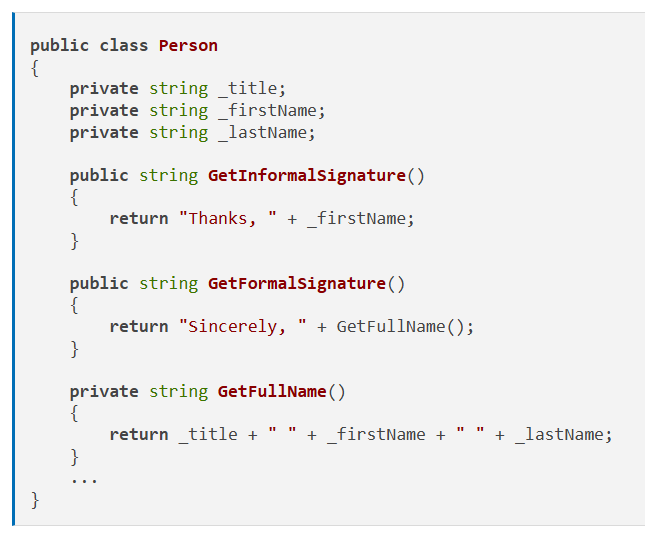 public class Person
{
    private string _title;
    private string _firstName;
    private string _lastName;

    public string GetInformalSignature()
    {
        return "Thanks, " + _firstName;
    }

    public string GetFormalSignature()
    {
        return "Sincerely, " + GetFullName();
    }

    private string GetFullName()
    {
        return _title + " " + _firstName + " " + _lastName;
    }
    ...
}